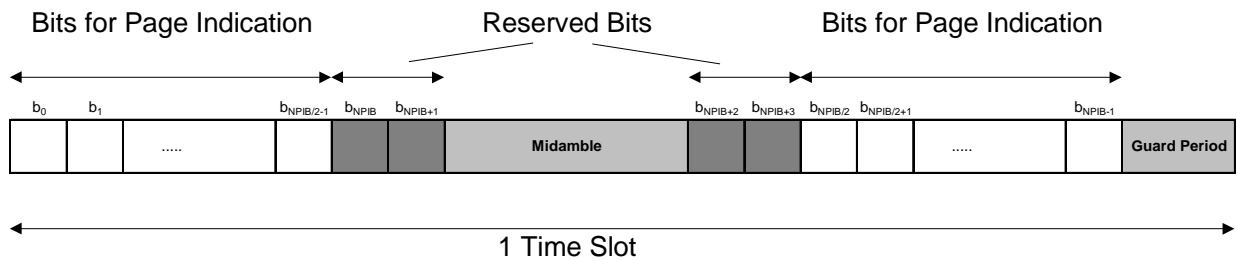 Bits for Page Indication Reserved Bits Bits for Page Indication
b0 b1 bNPIB/2-1 bNPIB bNPIB+1 bNPIB+2 bNPIB+3 bNPIB/2 bNPIB/2+1 bNPIB-1
..... Midamble ..... Guard Period
1 Time Slot